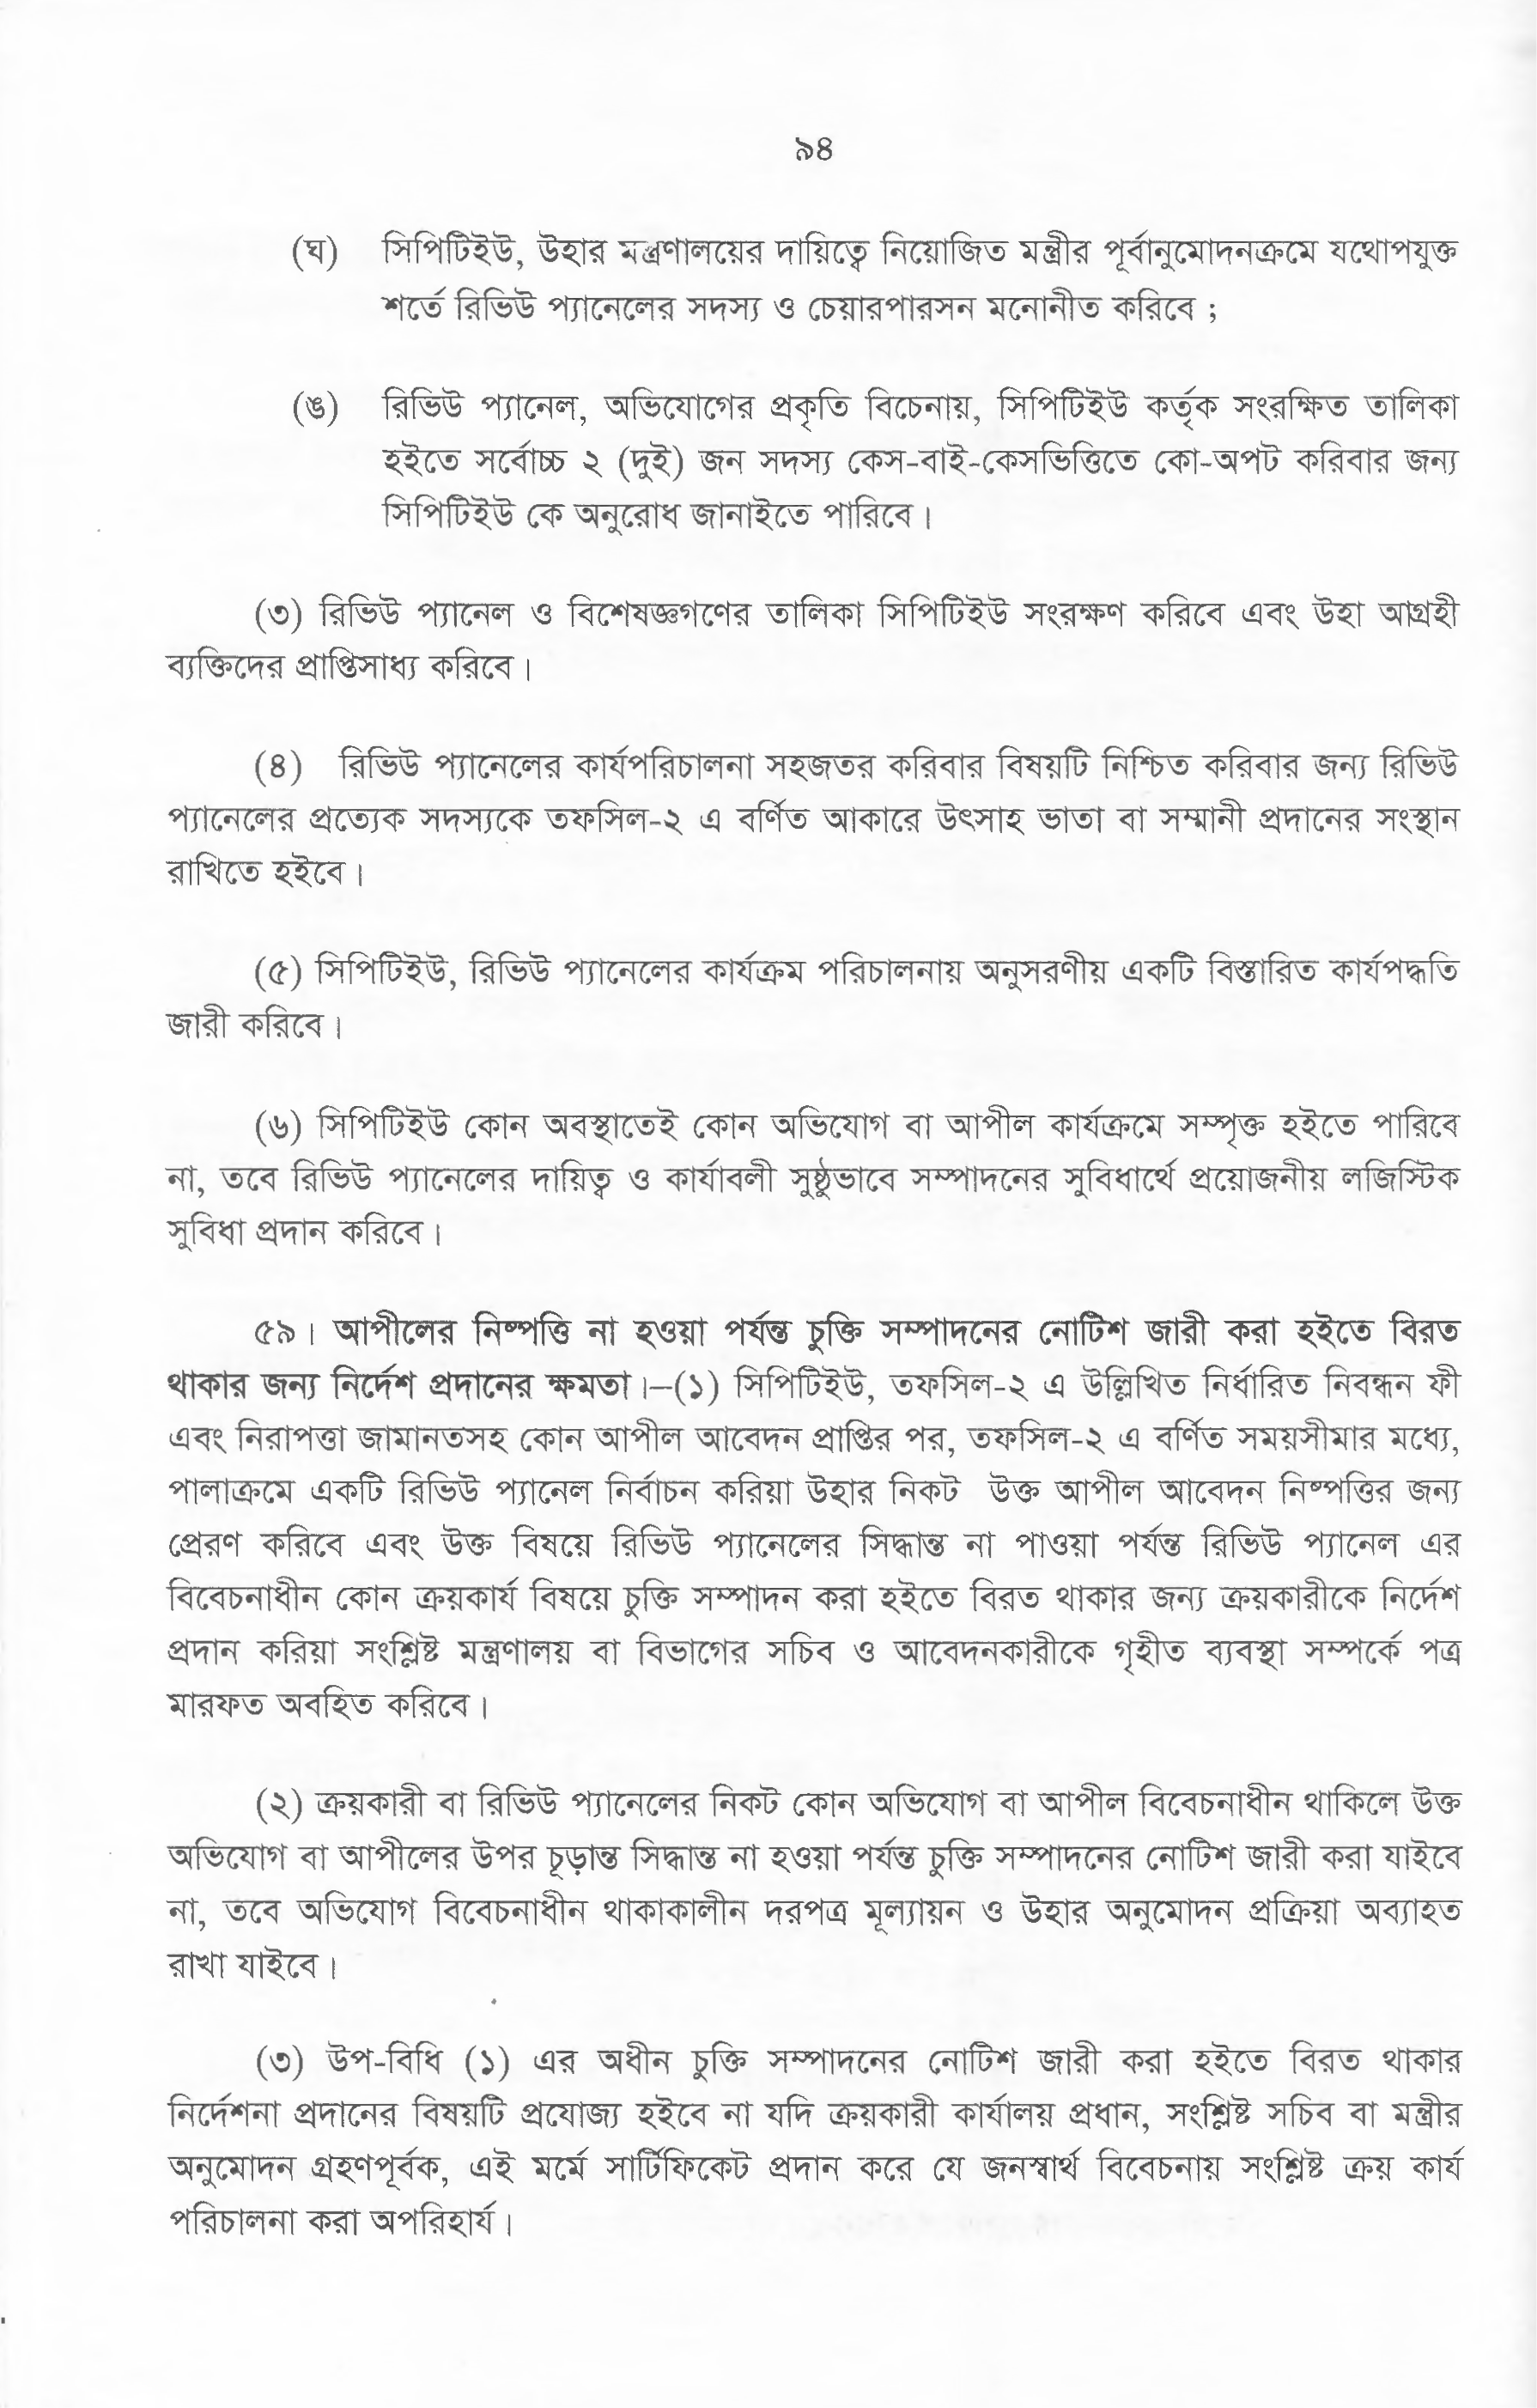 ৯৪
(ঘ) সিপিটিইউ, উহার মন্ত্রণালয়ের দায়িত্বে নিয়োজিত মন্ত্রীর পূর্বানুমোদনক্রমে যথোপযুক্ত
শর্তে রিভিউ প্যানেলের সদস্য ও চেয়ারপারসন মনোনীত করিবে ;
(ঙ) রিভিউ প্যানেল, অভিযোগের প্রকৃতি বিচেনায়, সিপিটিইউ কর্তৃক সংরক্ষিত তালিকা
হইতে সর্বোচ্চ ২ (দুই) জন সদস্য কেস-বাই-কেসভিত্তিতে কো-অপট করিবার জন্য
সিপিটিইউ কে অনুরোধ জানাইতে পারিবে।
(৩) রিভিউ প্যানেল ও বিশেষজ্ঞগণের তালিকা সিপিটিইউ সংরক্ষণ করিবে এবং উহা আগ্রহী
ব্যক্তিদের প্রাপ্তিসাধ্য করিবে।
(৪) রিভিউ প্যানেলের কার্যপরিচালনা সহজতর করিবার বিষয়টি নিশ্চিত করিবার জন্য রিভিউ
প্যানেলের প্রত্যেক সদস্যকে তফসিল-২ এ বর্ণিত আকারে উৎসাহ ভাতা বা সম্মানী প্রদানের সংস্থান
রাখিতে হইবে।
(৫) সিপিটিইউ, রিভিউ প্যানেলের কার্যক্রম পরিচালনায় অনুসরণীয় একটি বিস্তারিত কার্যপদ্ধতি
জারী করিবে।
(৬) সিপিটিইউ কোন অবস্থাতেই কোন অভিযোগ বা আপীল কার্যক্রমে সম্পৃক্ত হইতে পারিবে
না, তবে রিভিউ প্যানেলের দায়িত্ব ও কার্যাবলী সুষ্ঠুভাবে সম্পাদনের সুবিধার্থে প্রয়োজনীয় লজিস্টিক
সুবিধা প্রদান করিবে।
৫৯। আপীলের নিষ্পত্তি না হওয়া পর্যন্ত চুক্তি সম্পাদনের নোটিশ জারী করা হইতে বিরত
থাকার জন্য নির্দেশ প্রদানের ক্ষমতা।–(১) সিপিটিইউ, তফসিল-২ এ উল্লিখিত নির্ধারিত নিবন্ধন ফী
এবং নিরাপত্তা জামানতসহ কোন আপীল আবেদন প্রাপ্তির পর, তফসিল-২ এ বর্ণিত সময়সীমার মধ্যে,
পালাক্রমে একটি রিভিউ প্যানেল নির্বাচন করিয়া উহার নিকট উক্ত আপীল আবেদন নিষ্পত্তির জন্য
প্রেরণ করিবে এবং উক্ত বিষয়ে রিভিউ প্যানেলের সিদ্ধান্ত না পাওয়া পর্যন্ত রিভিউ প্যানেল এর
বিবেচনাধীন কোন ক্রয়কার্য বিষয়ে চুক্তি সম্পাদন করা হইতে বিরত থাকার জন্য ক্রয়কারীকে নির্দেশ
প্রদান করিয়া সংশ্লিষ্ট মন্ত্রণালয় বা বিভাগের সচিব ও আবেদনকারীকে গৃহীত ব্যবস্থা সম্পর্কে পত্র
মারফত অবহিত করিবে।
(২) ক্রয়কারী বা রিভিউ প্যানেলের নিকট কোন অভিযোগ বা আপীল বিবেচনাধীন থাকিলে উক্ত
অভিযোগ বা আপীলের উপর চূড়ান্ত সিদ্ধান্ত না হওয়া পর্যন্ত চুক্তি সম্পাদনের নোটিশ জারী করা যাইবে
না, তবে অভিযোগ বিবেচনাধীন থাকাকালীন দরপত্র মূল্যায়ন ও উহার অনুমোদন প্রক্রিয়া অব্যাহত
রাখা যাইবে।
(৩) উপ-বিধি (১) এর অধীন চুক্তি সম্পাদনের নোটিশ জারী করা হইতে বিরত থাকার
নির্দেশনা প্রদানের বিষয়টি প্রযোজ্য হইবে না যদি ক্রয়কারী কার্যালয় প্রধান, সংশ্লিষ্ট সচিব বা মন্ত্রীর
অনুমোদন গ্রহণপূর্বক, এই মর্মে সার্টিফিকেট প্রদান করে যে জনস্বার্থ বিবেচনায় সংশ্লিষ্ট ক্রয় কার্য
পরিচালনা করা অপরিহার্য।